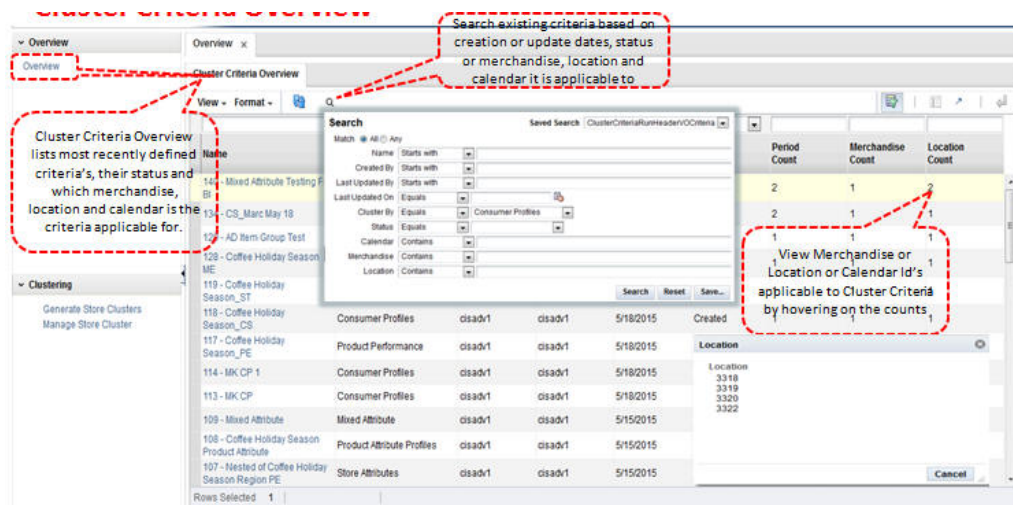 Cluster Criteria Overview
Overview
Overview
Overview x
Cluster Criteria Overview
View Format
Search existing criteria based on
creation or update dates, status
or merchandise, location and
calendar it is applicable to
Cluster Criteria Overview
lists most recently defined
criteria's, their status and
which merchandise,
location and calendar is the
criteria applicable for.
Clustering
Generate Store Clusters
Manage Store Cluster
Search
Saved Search ClusterCriteriaRunHeaderVOCriteria
Match All Any
Name Starts with
Created By Starts with
Last Updated By Starts with
Last Updated On Equals
Cluster By Equals Consumer Profiles
Status Equals
Calendar Contains
Merchandise Contains
Location Contains
Search Reset Save...
Name
Period Count
Merchandise Count
Location Count
- Mixed Attribute Testing
BI
2 1 2
- CS_Marc May 18
2 1 1
- AD Item Group Test
1 1 1
128 - Coffee Holiday Season
ME
119 - Coffee Holiday
Season_ST
118 - Coffee Holiday
Season_CS
Consumer Profiles cisadv1 cisadv1 5/18/2015 Created 1 1 1
117 - Coffee Holiday
Season_PE
Product Performance cisadv1 cisadv1 5/18/2015
114 - MK CP 1 Consumer Profiles cisadv1 cisadv1 5/18/2015
113 - MK CP Consumer Profiles cisadv1 cisadv1 5/18/2015
109 - Mixed Attribute Mixed Attribute cisadv1 cisadv1 5/15/2015
108 - Coffee Holiday Season
Product Attribute
Product Attribute Profiles cisadv1 cisadv1 5/15/2015
107 - Nested of Coffee Holiday
Season Region PE
Store Attributes cisadv1 cisadv1 5/15/2015
View Merchandise or
Location or Calendar Id's
applicable to Cluster Criteria
by hovering on the counts
Location
Location
3318
3319
3320
3322
Cancel
Rows Selected 1